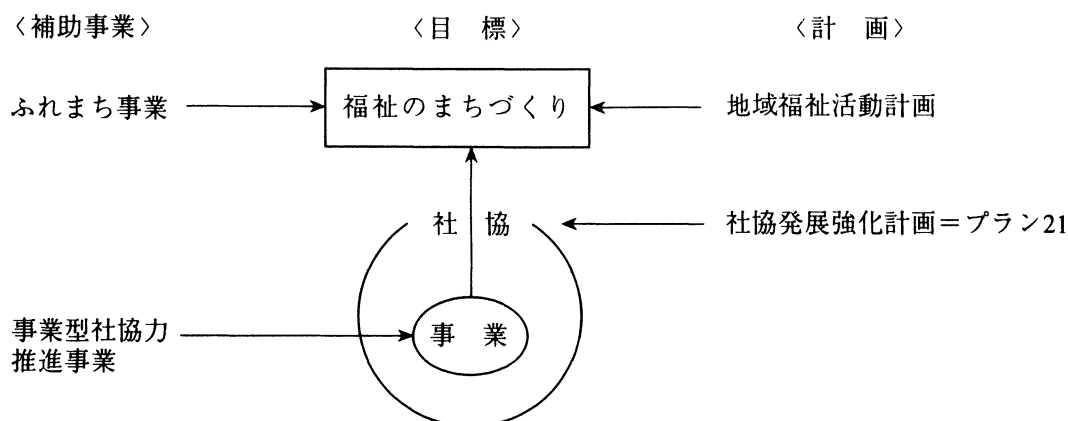 〈補助事業〉
〈目　標〉
〈計　画〉
ふれまち事業
福祉のまちづくり
地域福祉活動計画
社　協
社協発展強化計画＝プラン21
事業型社協力
推進事業
事　業